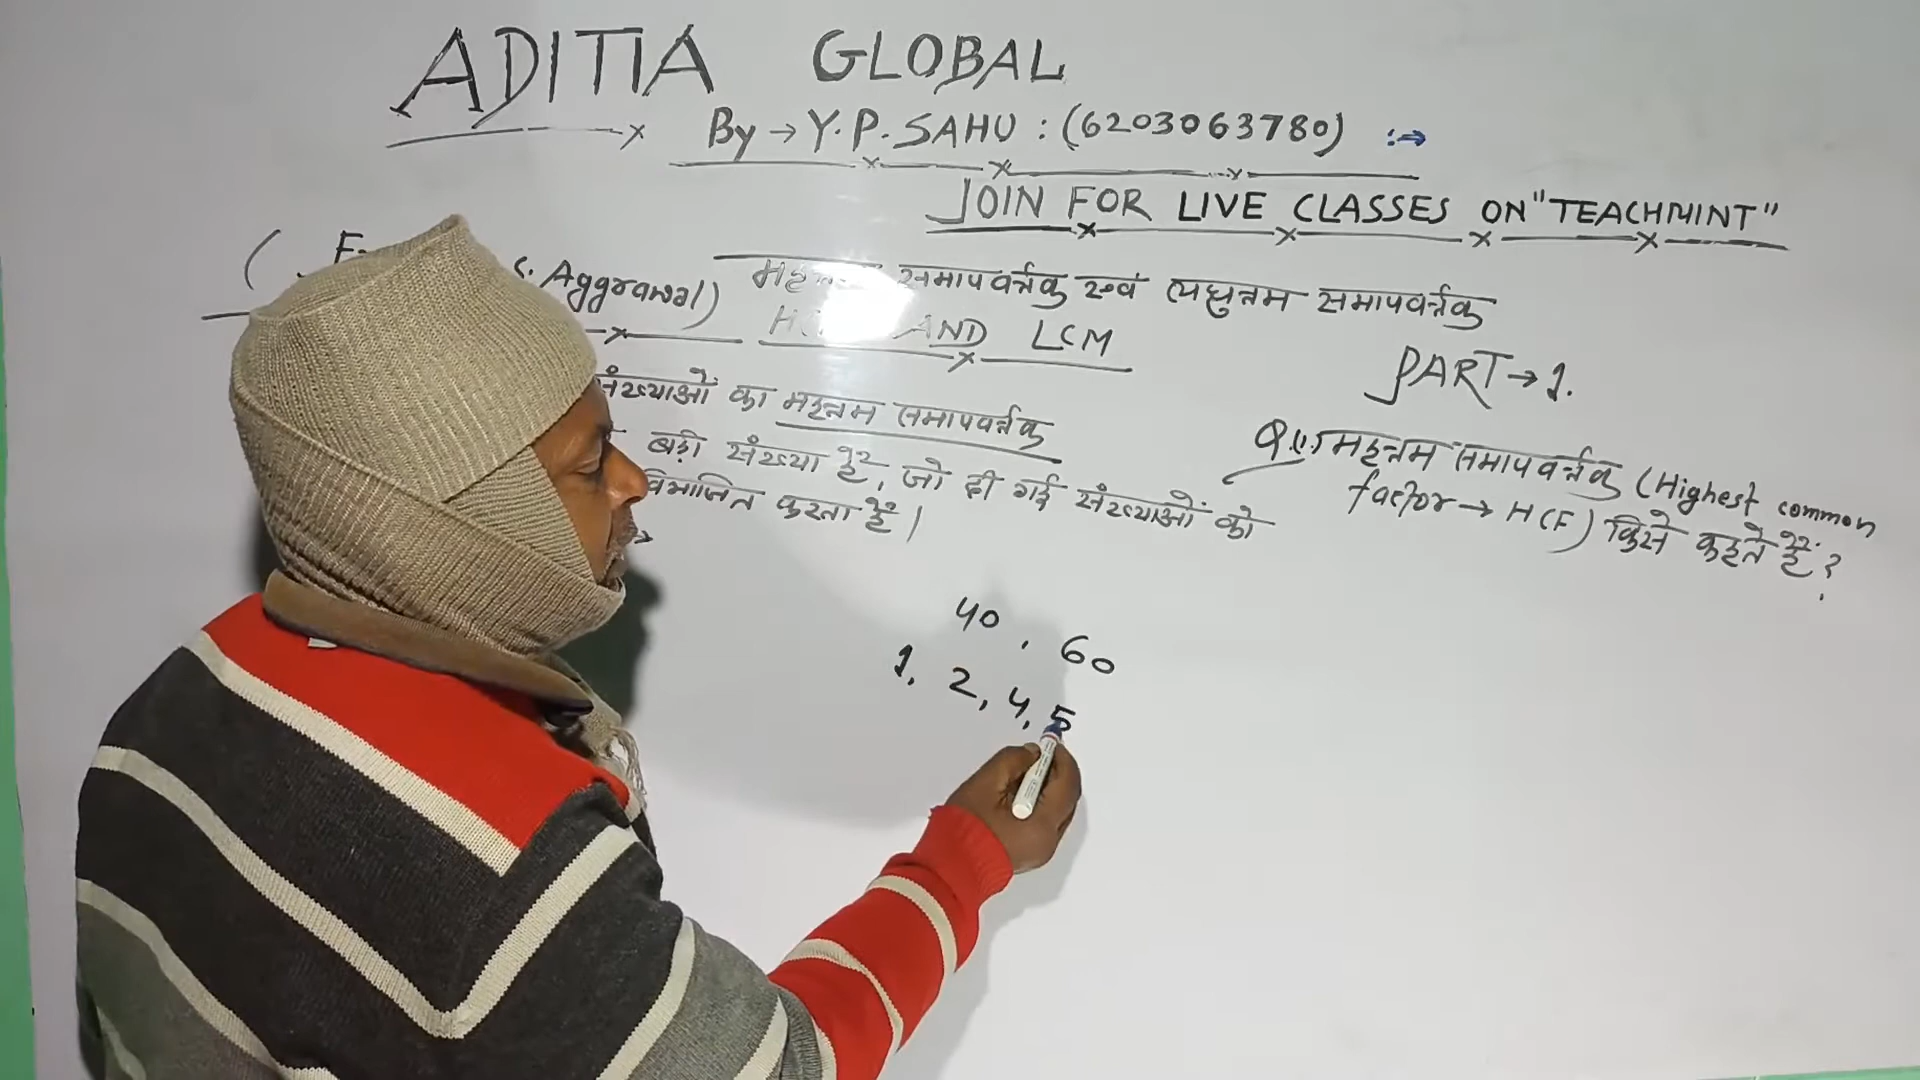 ADITIA GLOBAL
By → Y.P. SAHU : (6203063780) :⇒
JOIN FOR LIVE CLASSES ON "TEACHMINT"
Aggrawal) महत्तम समापवर्त्तक एवं लघुत्तम समापवर्त्तक
AND LCM
PART → 1.
संख्याओं का महत्तम समापवर्त्तक
बड़ी संख्या है, जो दी गई संख्याओं को
विभाजित करता है।
Q.1. महत्तम समापवर्त्तक (Highest common
factor → HCF) किसे कहते हैं ?
40, 60
1, 2, 4, 5